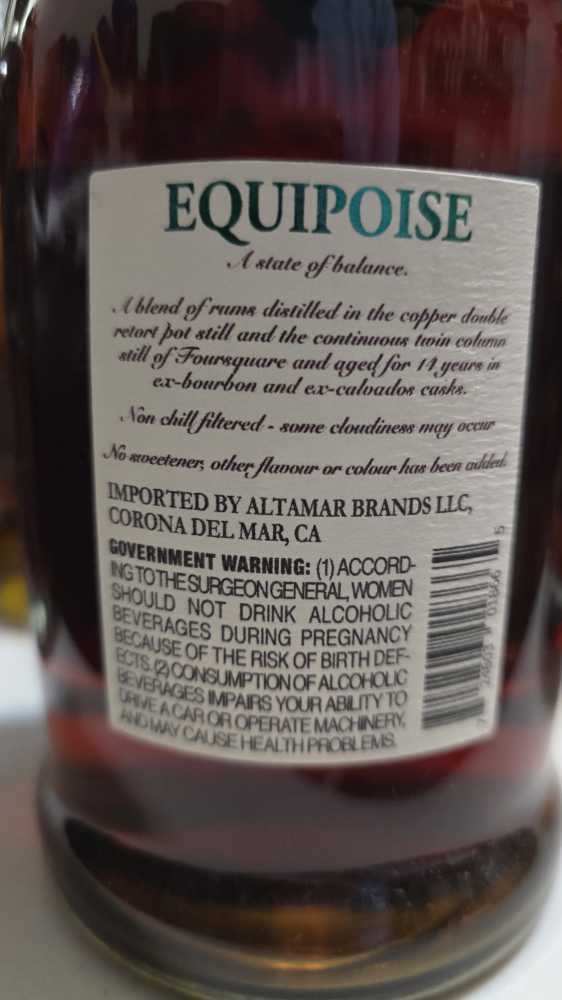 EQUIPOISE
A state of balance.
A blend of rums distilled in the copper double
retort pot still and the continuous twin column
still of Foursquare and aged for 14 years in
ex-bourbon and ex-calvados casks.
Non chill filtered - some cloudiness may occur
No sweetener, other flavour or colour has been added.
IMPORTED BY ALTAMAR BRANDS LLC,
CORONA DEL MAR, CA
GOVERNMENT WARNING: (1) ACCORD-
ING TO THE SURGEON GENERAL, WOMEN
SHOULD NOT DRINK ALCOHOLIC
BEVERAGES DURING PREGNANCY
BECAUSE OF THE RISK OF BIRTH DEF-
ECTS. (2) CONSUMPTION OF ALCOHOLIC
BEVERAGES IMPAIRS YOUR ABILITY TO
DRIVE A CAR OR OPERATE MACHINERY,
AND MAY CAUSE HEALTH PROBLEMS.